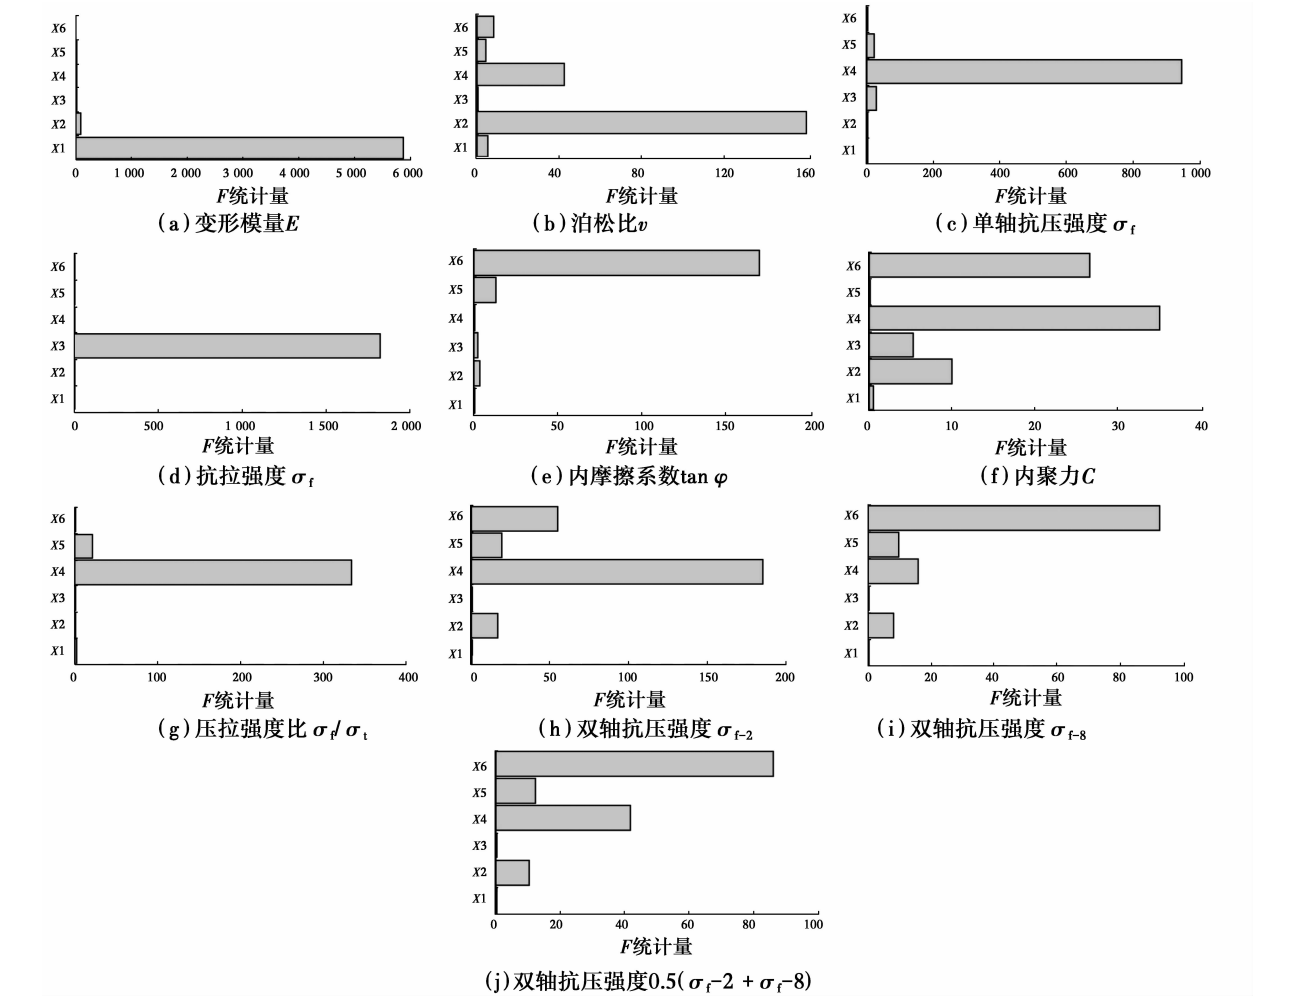 X6
X5
X4
X3
X2
X1
0 1 000 2 000 3 000 4 000 5 000 6 000
F统计量
(a)变形模量E
X6
X5
X4
X3
X2
X1
0 40 80 120 160
F统计量
(b)泊松比v
X6
X5
X4
X3
X2
X1
0 200 400 600 800 1 000
F统计量
(c)单轴抗压强度 σf
X6
X5
X4
X3
X2
X1
0 500 1 000 1 500 2 000
F统计量
(d)抗拉强度 σf
X6
X5
X4
X3
X2
X1
0 50 100 150 200
F统计量
(e)内摩擦系数tan φ
X6
X5
X4
X3
X2
X1
0 10 20 30 40
F统计量
(f)内聚力C
X6
X5
X4
X3
X2
X1
0 100 200 300 400
F统计量
(g)压拉强度比 σf/σt
X6
X5
X4
X3
X2
X1
0 50 100 150 200
F统计量
(h)双轴抗压强度 σf-2
X6
X5
X4
X3
X2
X1
0 20 40 60 80 100
F统计量
(i)双轴抗压强度 σf-8
X6
X5
X4
X3
X2
X1
0 20 40 60 80 100
F统计量
(j)双轴抗压强度0.5(σf-2 + σf-8)